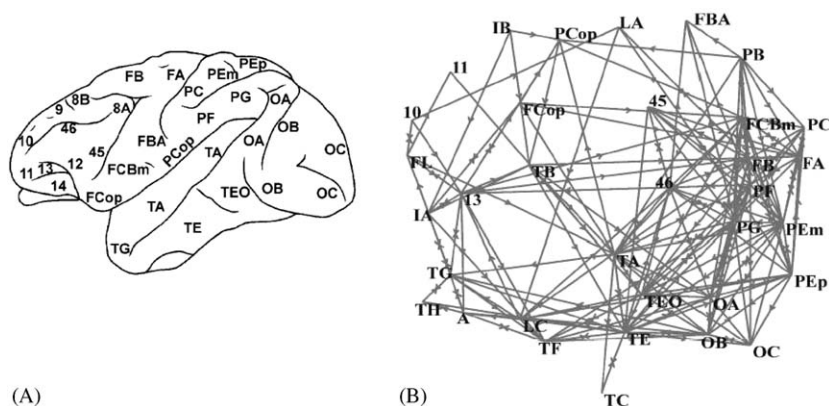 FB FA PEm PEp
8B PC PG OA
9 8A
46 PF OB
10 FBA OA
45 PCop TA OC
12 FCBm
11 13
14 FCop TEO OB OC
TA
TE
TG
(A)
IB PCop LA FBA
11 PB
10 FCop 45 FCBm PC
FL TB FB FA
46 PF
IA 13 PG PEm
TA
TG PEp
TEO OA
TH A LC
TF TE OB OC
TC
(B)